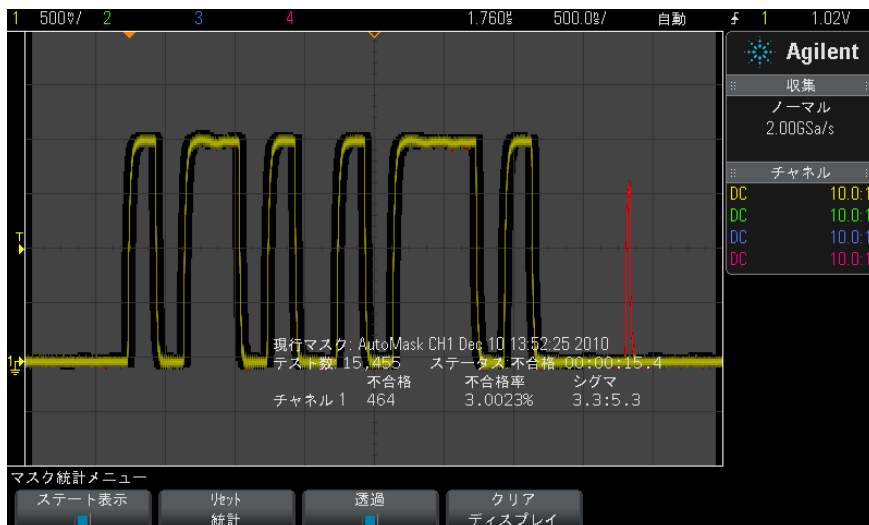 1 500㎷/ 2 3 4 1.760㎲ 500.0㎱/ 自動 1 1.02V
Agilent
収集
ノーマル
2.00GSa/s
チャネル
DC 10.0:1
DC 10.0:1
DC 10.0:1
DC 10.0:1
T
1
現行マスク: AutoMask CH1 Dec 10 13:52:25 2010
テスト数 15,455 ステータス:不合格 00:00:15.4
不合格 不合格率 シグマ
チャネル 1 464 3.0023% 3.3:5.3
マスク統計メニュー
ステート表示 リセット 透過 クリア
統計 ディスプレイ